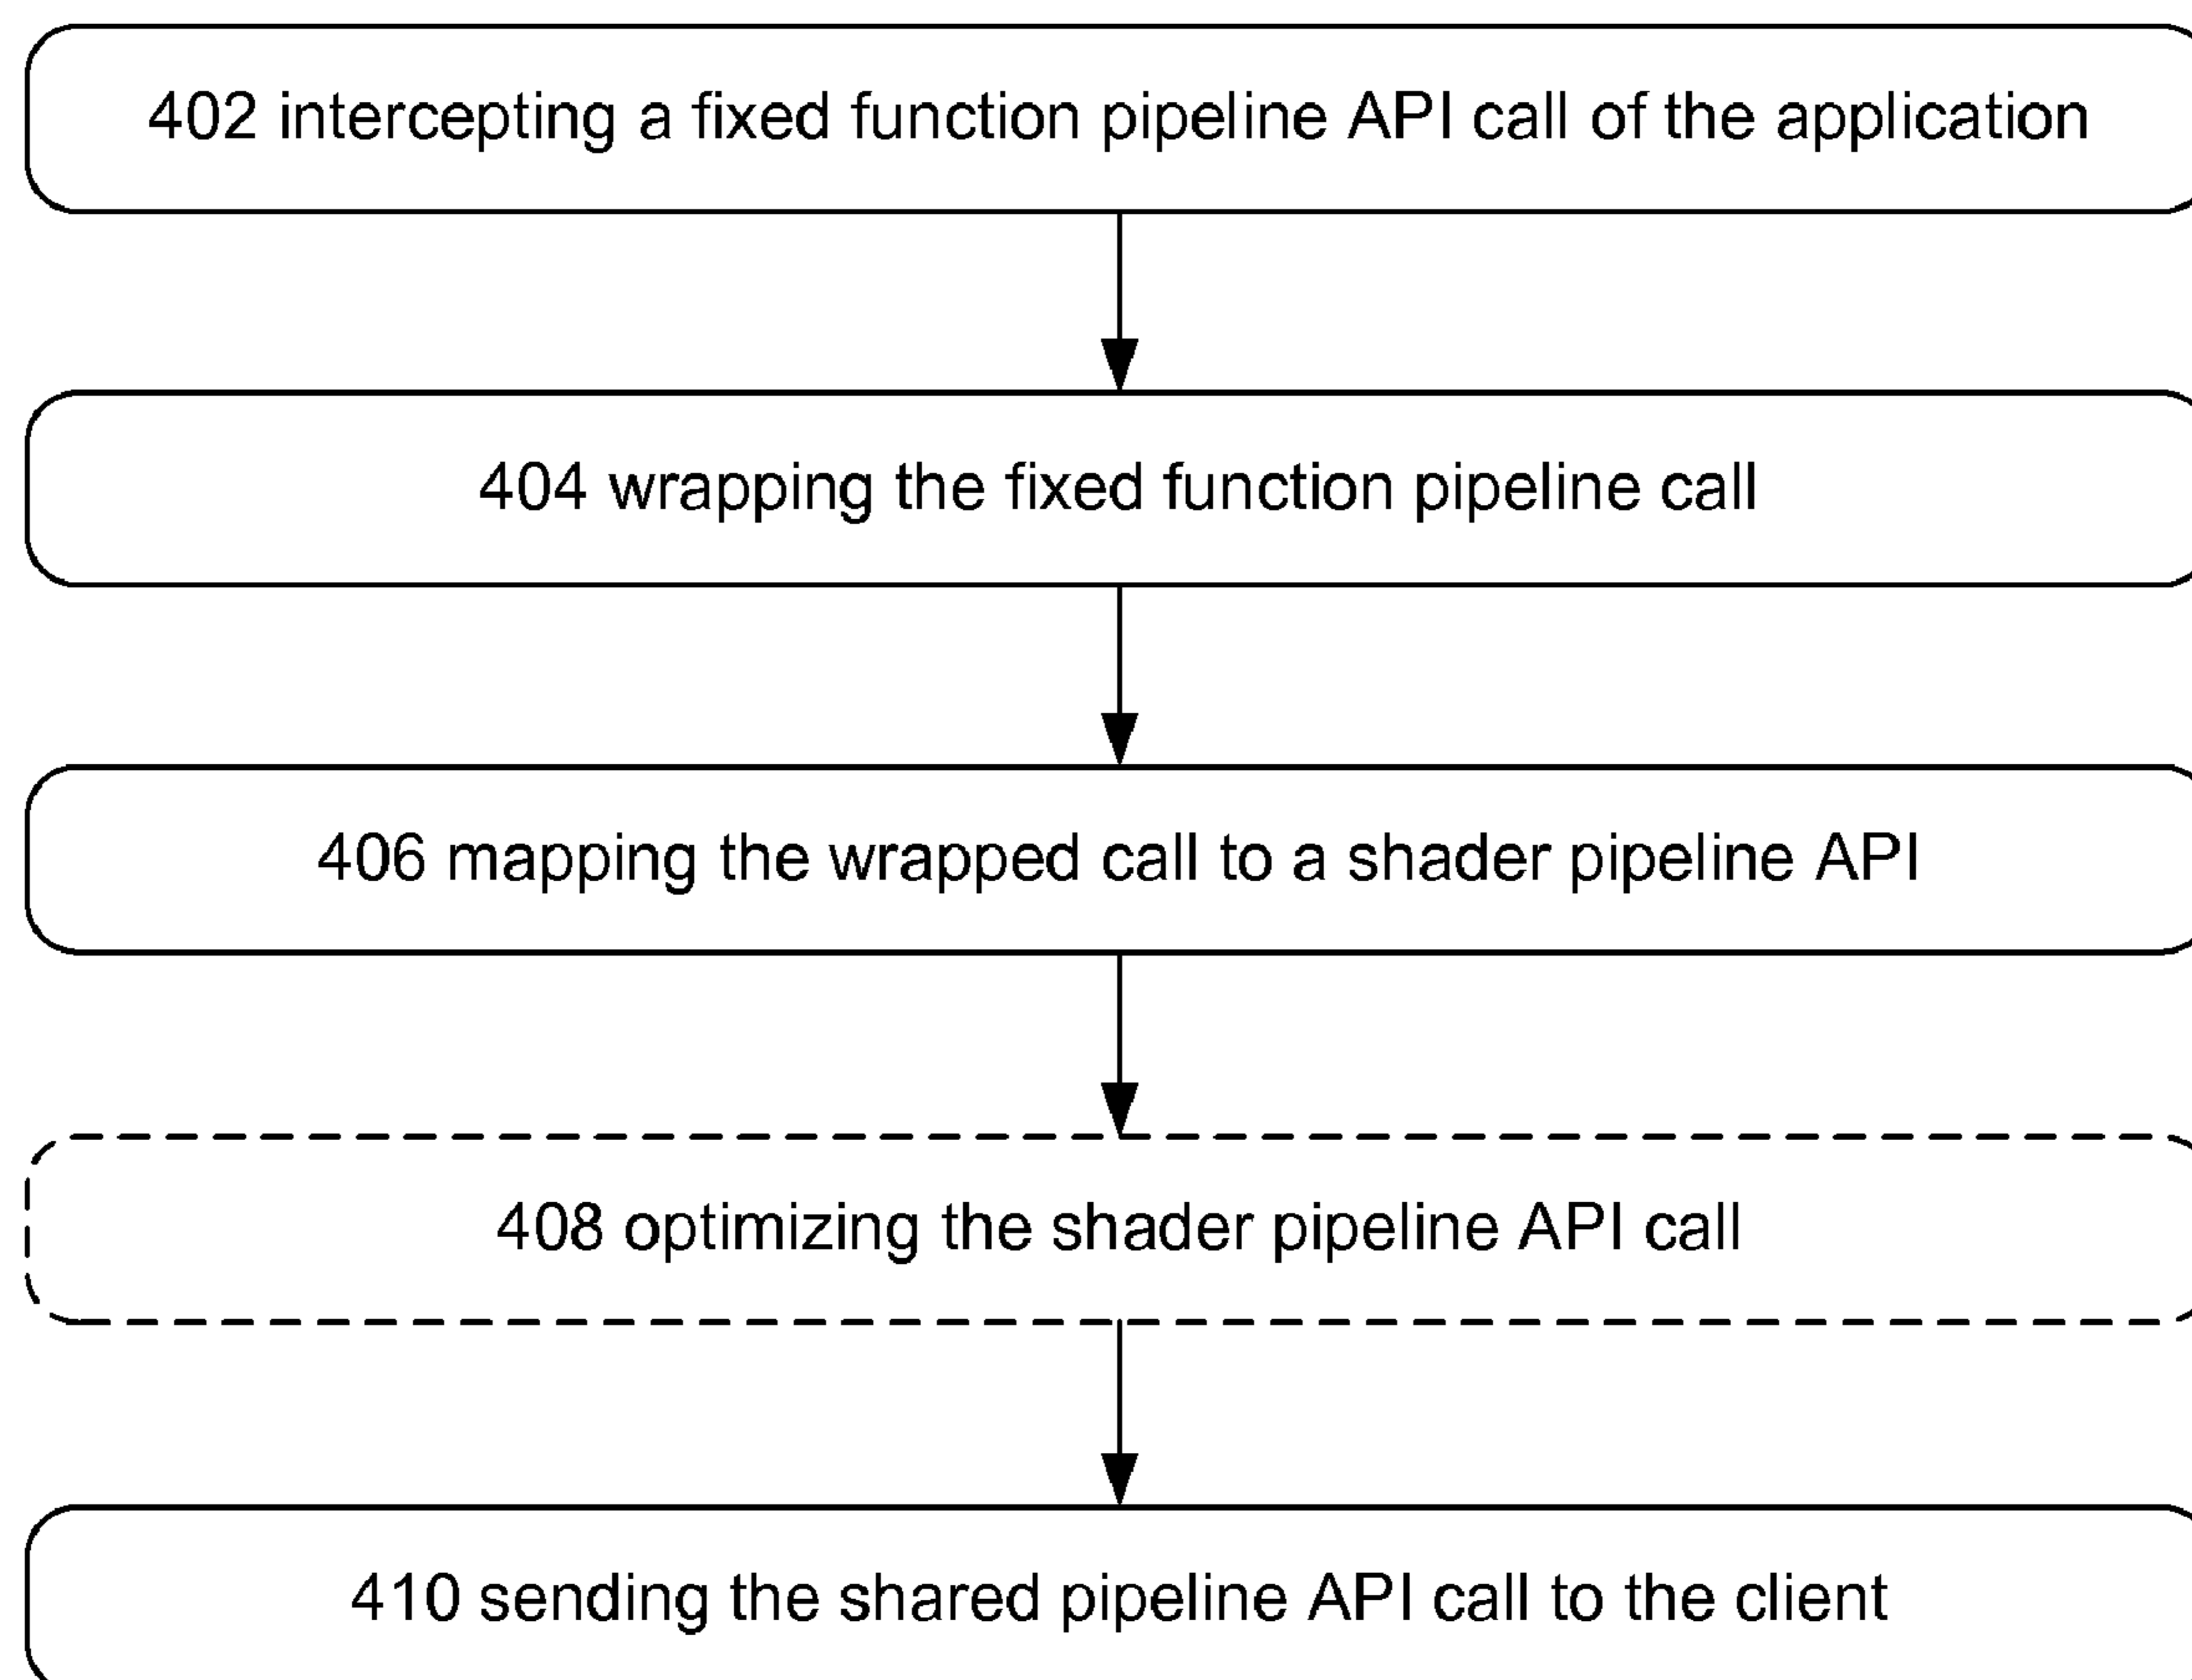 402 intercepting a fixed function pipeline API call of the application
404 wrapping the fixed function pipeline call
406 mapping the wrapped call to a shader pipeline API
408 optimizing the shader pipeline API call
410 sending the shared pipeline API call to the client